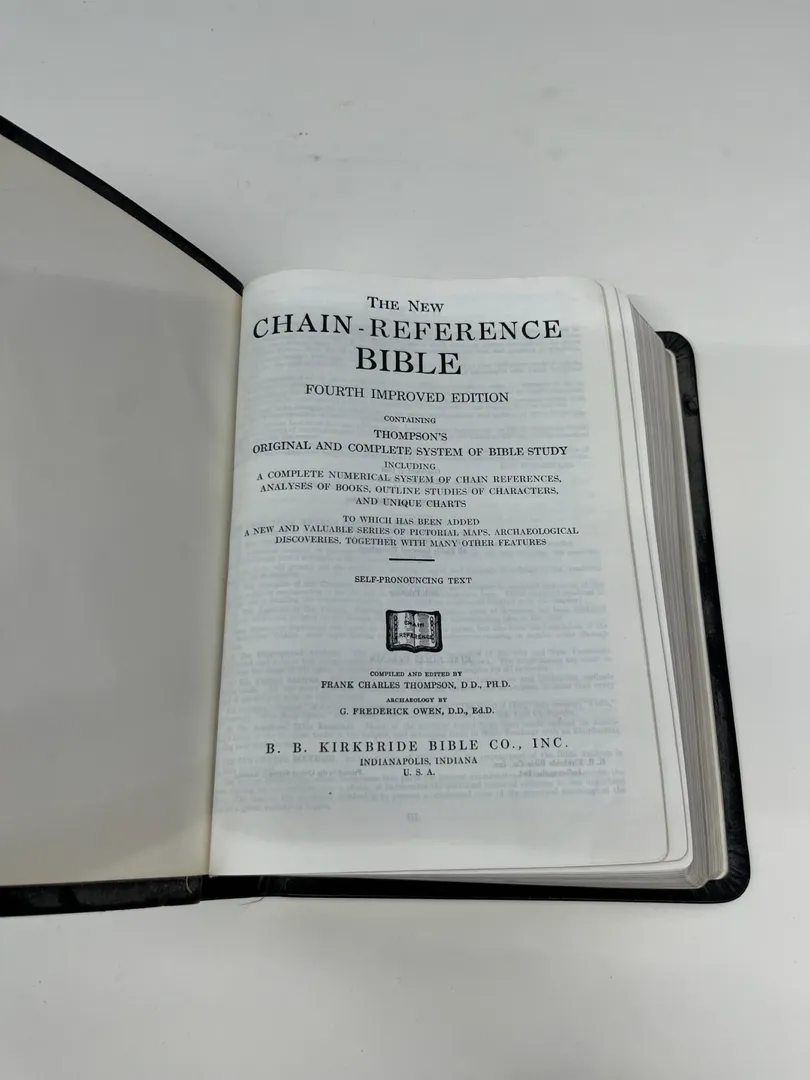 THE NEW
CHAIN-REFERENCE
BIBLE
FOURTH IMPROVED EDITION
CONTAINING
THOMPSON'S
ORIGINAL AND COMPLETE SYSTEM OF BIBLE STUDY
INCLUDING
A COMPLETE NUMERICAL SYSTEM OF CHAIN REFERENCES,
ANALYSES OF BOOKS, OUTLINE STUDIES OF CHARACTERS,
AND UNIQUE CHARTS
TO WHICH HAS BEEN ADDED
A NEW AND VALUABLE SERIES OF PICTORIAL MAPS, ARCHAEOLOGICAL
DISCOVERIES, TOGETHER WITH MANY OTHER FEATURES
SELF-PRONOUNCING TEXT
CHAIN
REFERENCE
COMPILED AND EDITED BY
FRANK CHARLES THOMPSON, D.D., PH.D.
ARCHAEOLOGY BY
G. FREDERICK OWEN, D.D., Ed.D.
B. B. KIRKBRIDE BIBLE CO., INC.
INDIANAPOLIS, INDIANA
U. S. A.